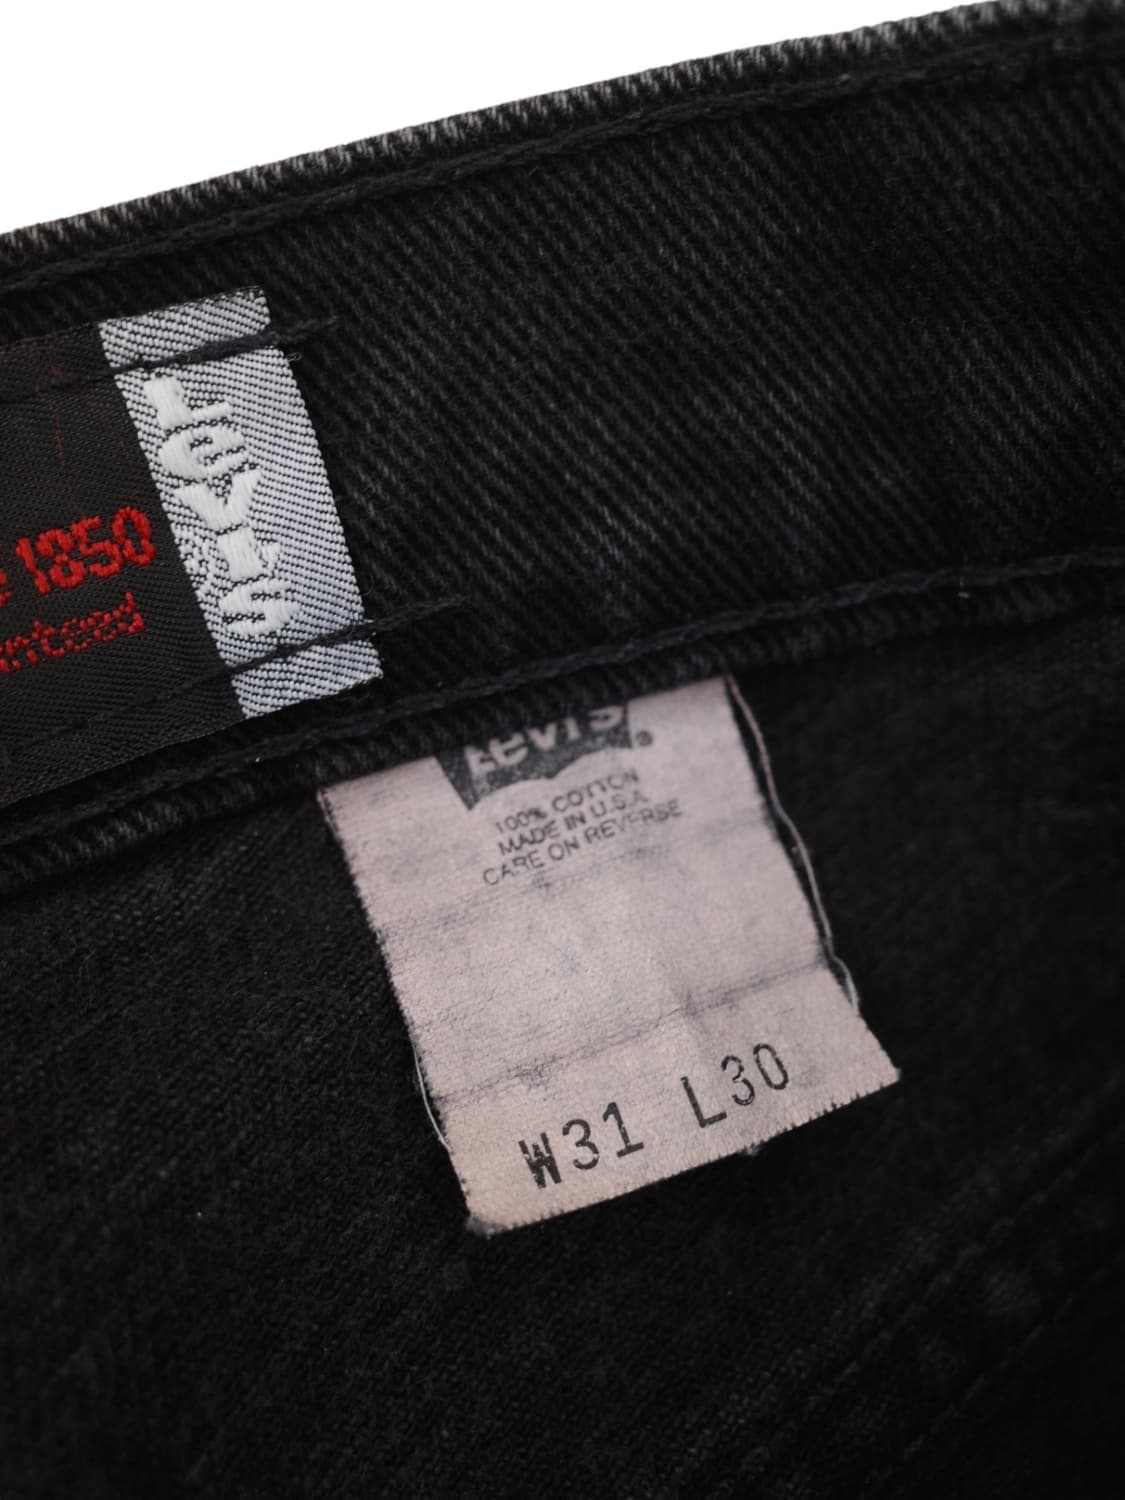 LEVI'S
1850
Levi's®
100% COTTON
MADE IN U.S.A.
CARE ON REVERSE
W31 L30